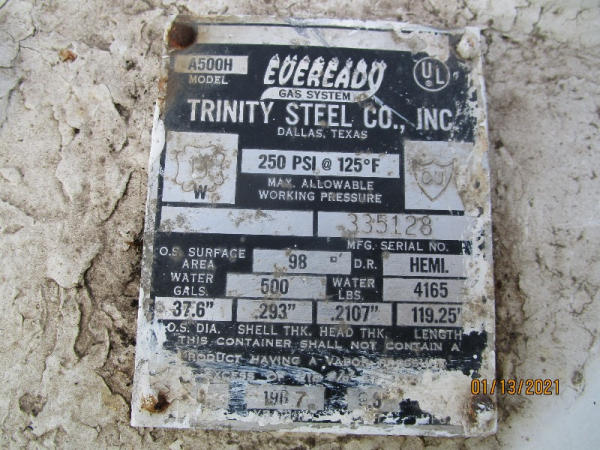 A500H
MODEL
EVEREADY
GAS SYSTEM
UL
TRINITY STEEL CO., INC
DALLAS, TEXAS
U
W
250 PSI @ 125°F
MAX. ALLOWABLE
WORKING PRESSURE
335128
MFG. SERIAL NO.
O.S. SURFACE
AREA
98
D.R.
HEMI.
WATER
GALS.
500
WATER
LBS.
4165
37.6" .293" .2107" 119.25"
O.S. DIA. SHELL THK. HEAD THK. LENGTH
THIS CONTAINER SHALL NOT CONTAIN A
PRODUCT HAVING A VAPOR PRESSURE
01/13/2021